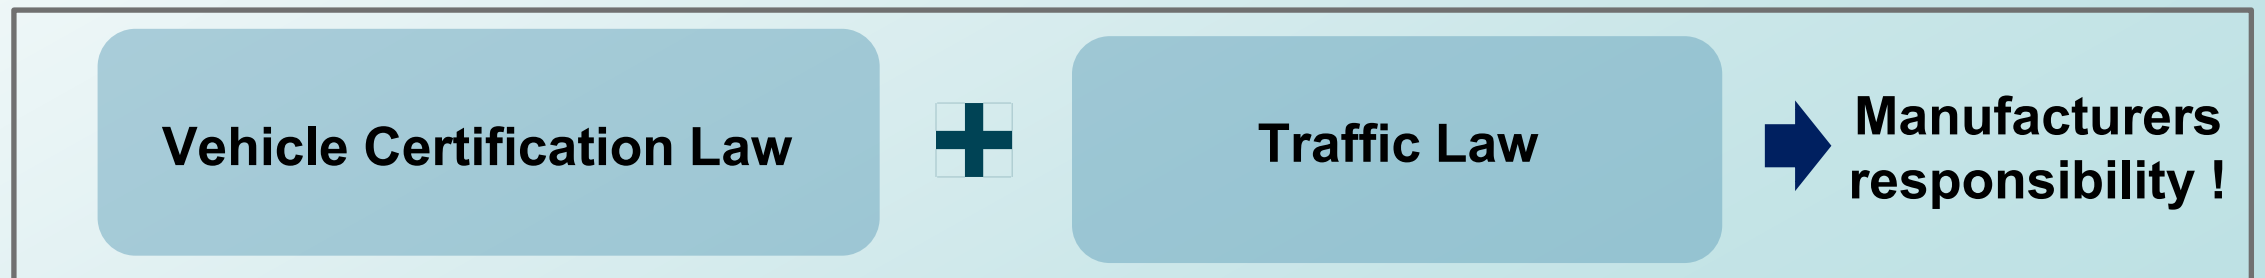 Vehicle Certification Law
Traffic Law
Manufacturers
responsibility !